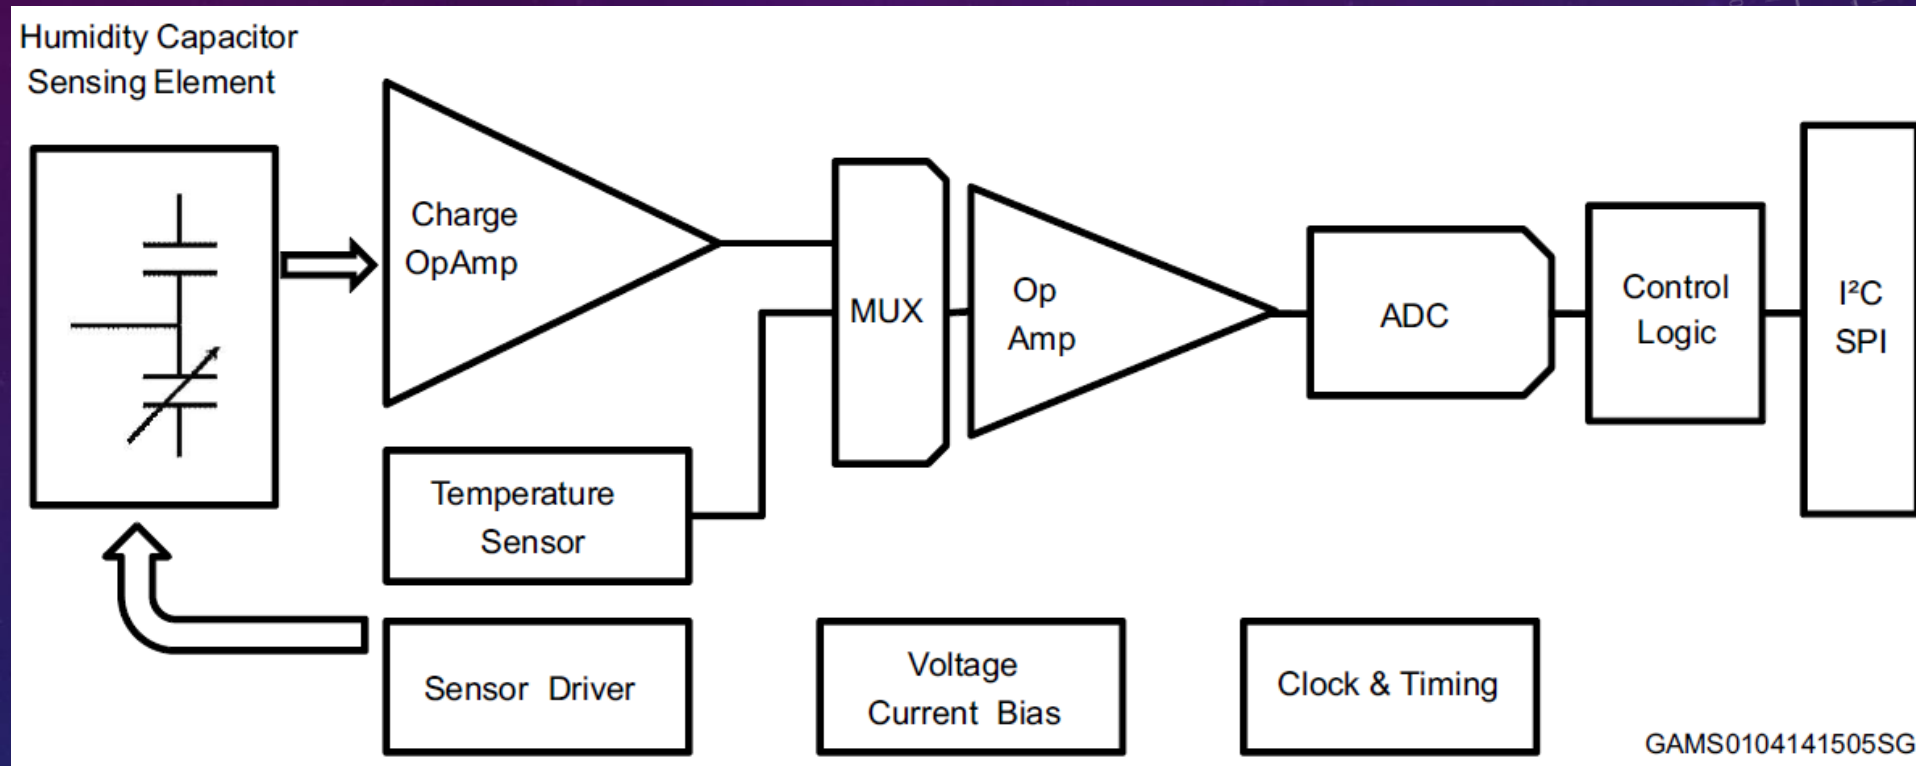 Humidity Capacitor
Sensing Element
Charge
OpAmp
MUX
Op
Amp
ADC
Control
Logic
I²C
SPI
Temperature
Sensor
Sensor Driver
Voltage
Current Bias
Clock & Timing
GAMS0104141505SG